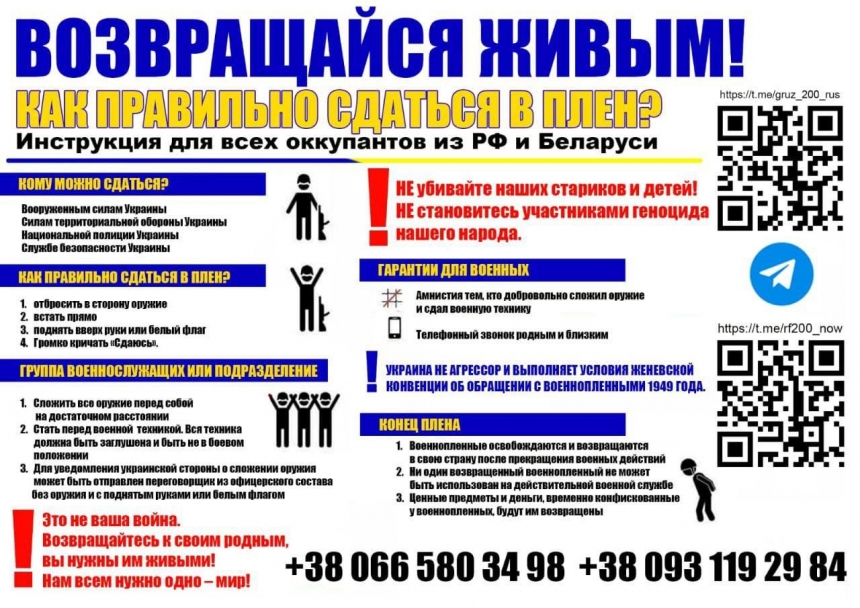 ВОЗВРАЩАЙСЯ ЖИВЫМ!
КАК ПРАВИЛЬНО СДАТЬСЯ В ПЛЕН?
Инструкция для всех оккупантов из РФ и Беларуси
https://t.me/gruz_200_rus
КОМУ МОЖНО СДАТЬСЯ?
Вооруженным силам Украины
Силам территориальной обороны Украины
Национальной полиции Украины
Службе безопасности Украины
! НЕ убивайте наших стариков и детей!
НЕ становитесь участниками геноцида
нашего народа.
КАК ПРАВИЛЬНО СДАТЬСЯ В ПЛЕН?
1. отбросить в сторону оружие
2. встать прямо
3. поднять вверх руки или белый флаг
4. Громко кричать «Сдаюсь».
ГАРАНТИИ ДЛЯ ВОЕННЫХ
Амнистия тем, кто добровольно сложил оружие
и сдал военную технику
Телефонный звонок родным и близким
! УКРАИНА НЕ АГРЕССОР И ВЫПОЛНЯЕТ УСЛОВИЯ ЖЕНЕВСКОЙ
КОНВЕНЦИИ ОБ ОБРАЩЕНИИ С ВОЕННОПЛЕННЫМИ 1949 ГОДА.
https://t.me/rf200_now
ГРУППА ВОЕННОСЛУЖАЩИХ ИЛИ ПОДРАЗДЕЛЕНИЕ
1. Сложить все оружие перед собой
на достаточном расстоянии
2. Стать перед военной техникой. Вся техника
должна быть заглушена и быть не в боевом
положении
3. Для уведомления украинской стороны о сложении оружия
может быть отправлен переговорщик из офицерского состава
без оружия и с поднятым руками или белым флагом
КОНЕЦ ПЛЕНА
1. Военнопленные освобождаются и возвращаются
в свою страну после прекращения военных действий
2. Ни один возвращенный военнопленный не может
быть использован на действительной военной службе
3. Ценные предметы и деньги, временно конфискованные
у военнопленных, будут им возвращены
! Это не ваша война.
Возвращайтесь к своим родным,
вы нужны им живыми!
Нам всем нужно одно – мир!
+38 066 580 34 98 +38 093 119 29 84